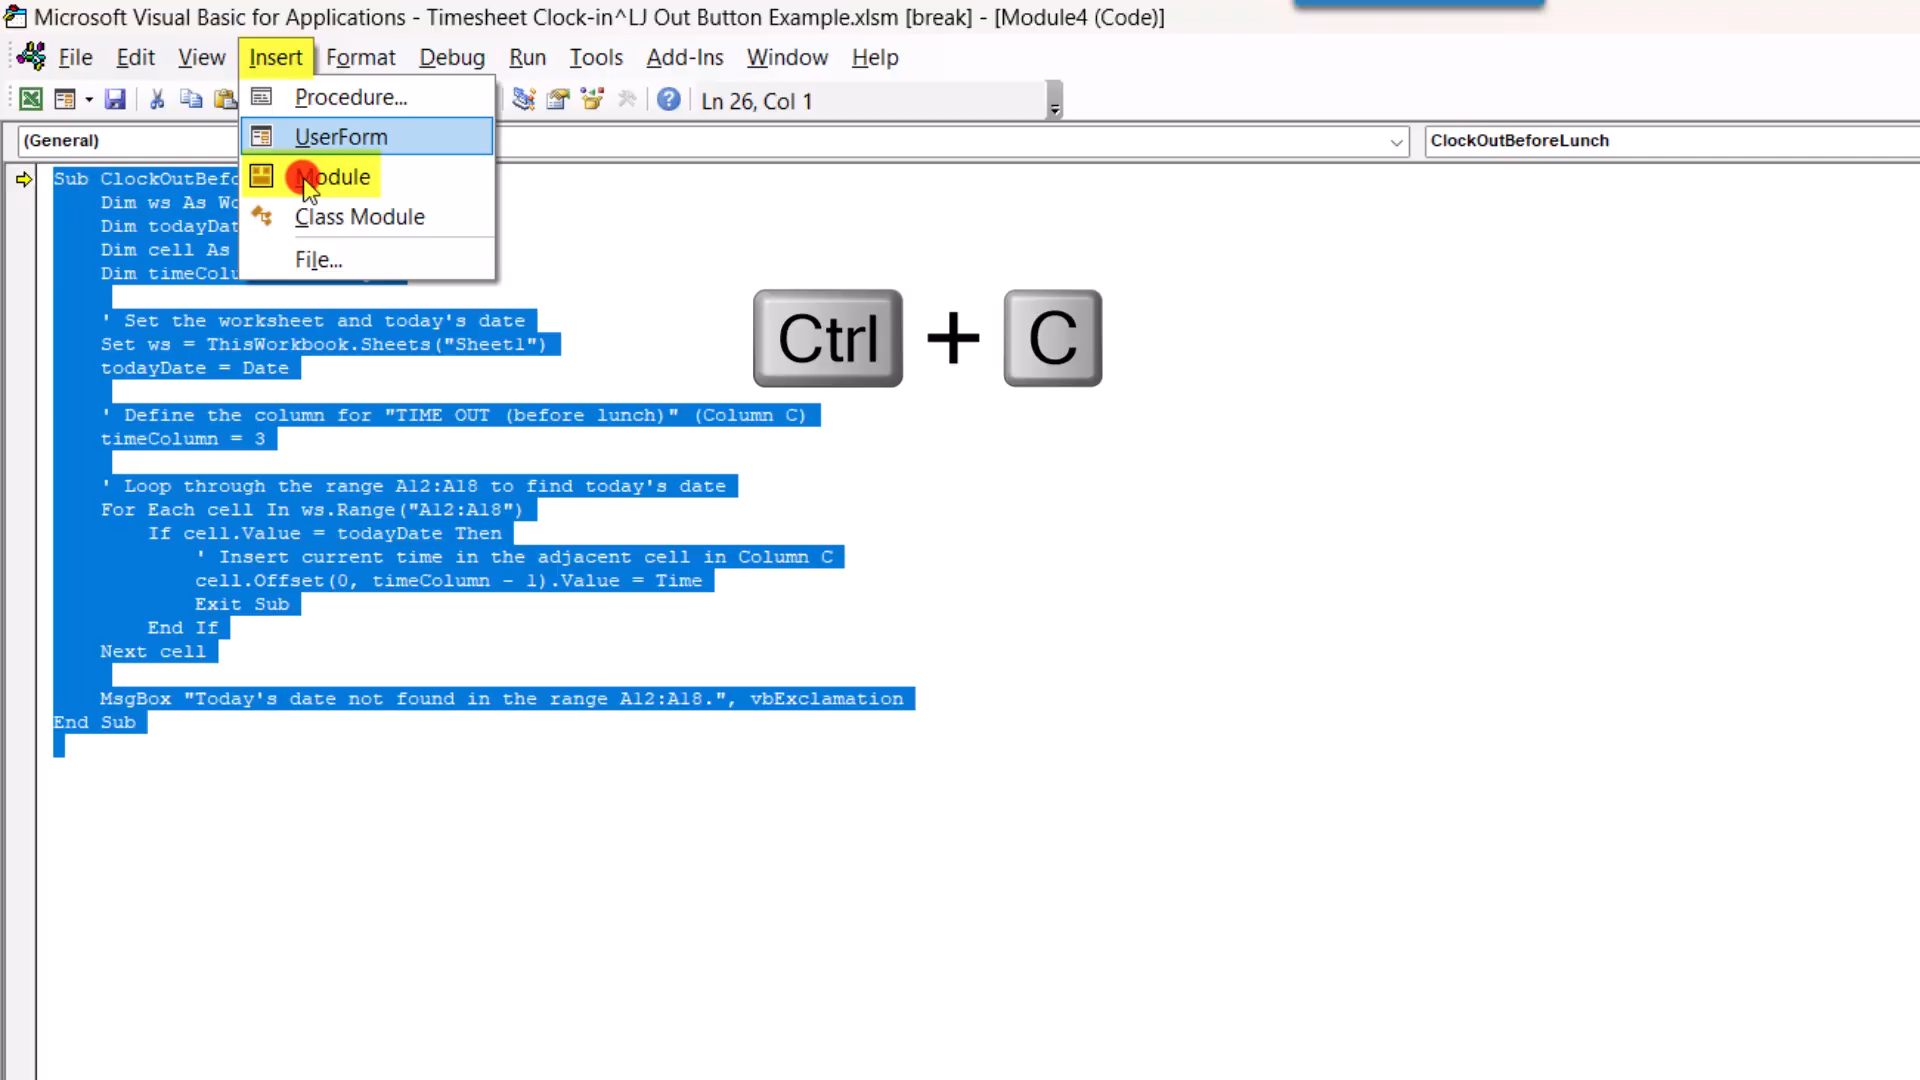 Microsoft Visual Basic for Applications - Timesheet Clock-in^LJ Out Button Example.xlsm [break] - [Module4 (Code)]
File Edit View Insert Format Debug Run Tools Add-Ins Window Help
Ln 26, Col 1
Procedure...
UserForm
Module
Class Module
File...
(General)
ClockOutBeforeLunch
Ctrl + C
Sub ClockOutBefo
Dim ws As Wo
Dim todayDat
Dim cell As
Dim timeColu
' Set the worksheet and today's date
Set ws = ThisWorkbook.Sheets("Sheet1")
todayDate = Date
' Define the column for "TIME OUT (before lunch)" (Column C)
timeColumn = 3
' Loop through the range A12:A18 to find today's date
For Each cell In ws.Range("A12:A18")
If cell.Value = todayDate Then
' Insert current time in the adjacent cell in Column C
cell.Offset(0, timeColumn - 1).Value = Time
Exit Sub
End If
Next cell
MsgBox "Today's date not found in the range A12:A18.", vbExclamation
End Sub